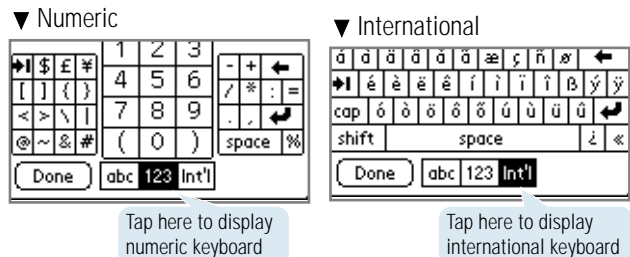 ▼ Numeric
1 2 3
→ $ £ ¥ 4 5 6 - + ←
[ ] { } 7 8 9 / * : =
< > \ | . , ↵
@ ~ & # ( 0 ) space %
Done abc 123 Int'l
Tap here to display
numeric keyboard
▼ International
á à ä â ã å æ ç ñ ø ←
→ é è ë ê í ì ï î ß ý ÿ
cap ó ò ö ô õ ú ù ü û ↵
shift space ¿ «
Done abc 123 Int'l
Tap here to display
international keyboard